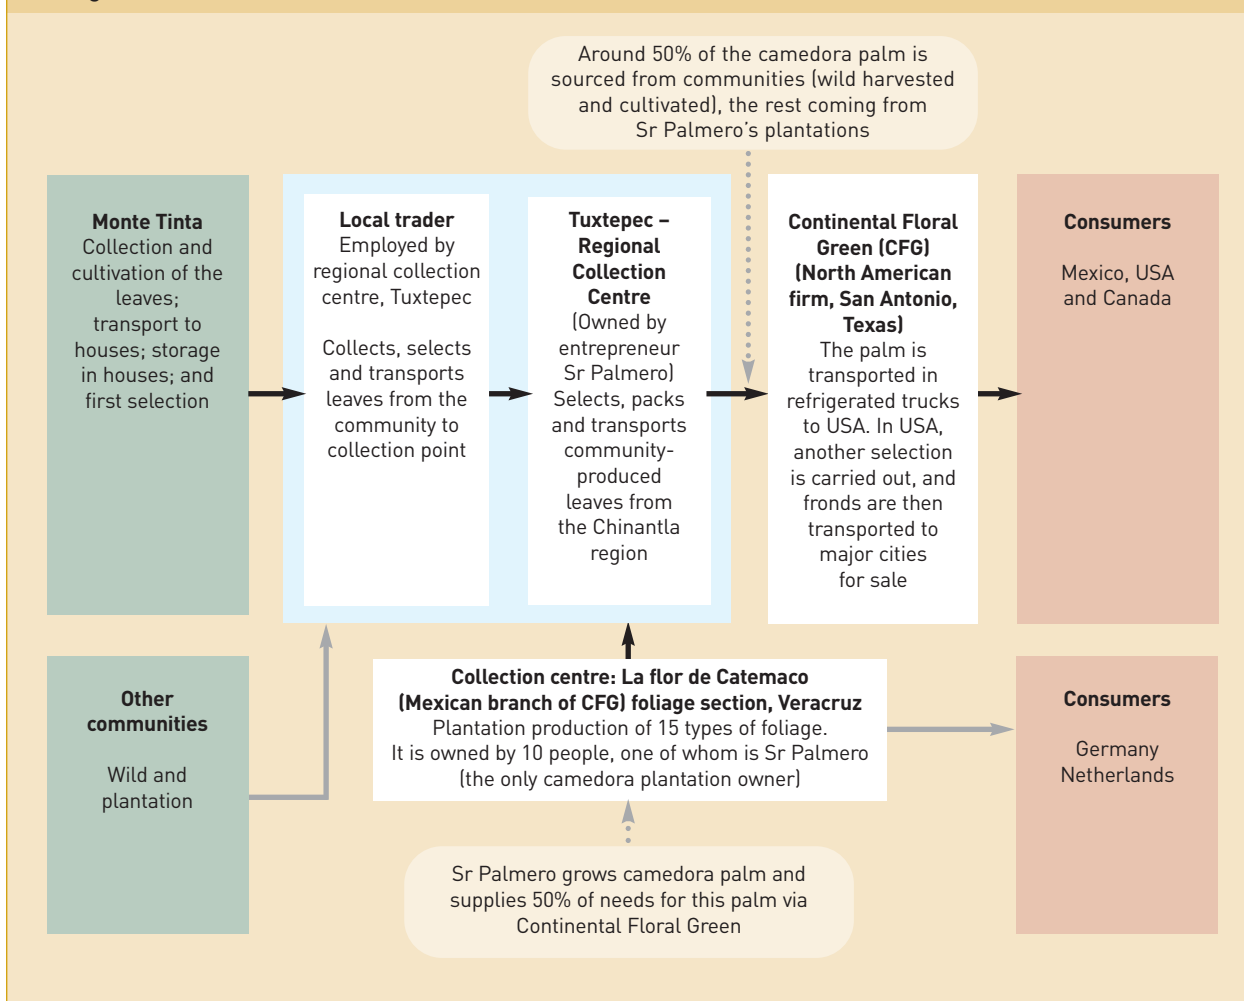 Around 50% of the camedora palm is
sourced from communities (wild harvested
and cultivated), the rest coming from
Sr Palmero's plantations
Monte Tinta
Collection and
cultivation of the
leaves;
transport to
houses; storage
in houses; and
first selection
Local trader
Employed by
regional collection
centre, Tuxtepec
Collects, selects
and transports
leaves from the
community to
collection point
Tuxtepec –
Regional
Collection
Centre
(Owned by
entrepreneur
Sr Palmero)
Selects, packs
and transports
community-
produced
leaves from
the Chinantla
region
Continental Floral
Green (CFG)
(North American
firm, San Antonio,
Texas)
The palm is
transported in
refrigerated trucks
to USA. In USA,
another selection
is carried out, and
fronds are then
transported to
major cities
for sale
Consumers
Mexico, USA
and Canada
Other
communities
Wild and
plantation
Collection centre: La flor de Catemaco
(Mexican branch of CFG) foliage section, Veracruz
Plantation production of 15 types of foliage.
It is owned by 10 people, one of whom is Sr Palmero
(the only camedora plantation owner)
Consumers
Germany
Netherlands
Sr Palmero grows camedora palm and
supplies 50% of needs for this palm via
Continental Floral Green